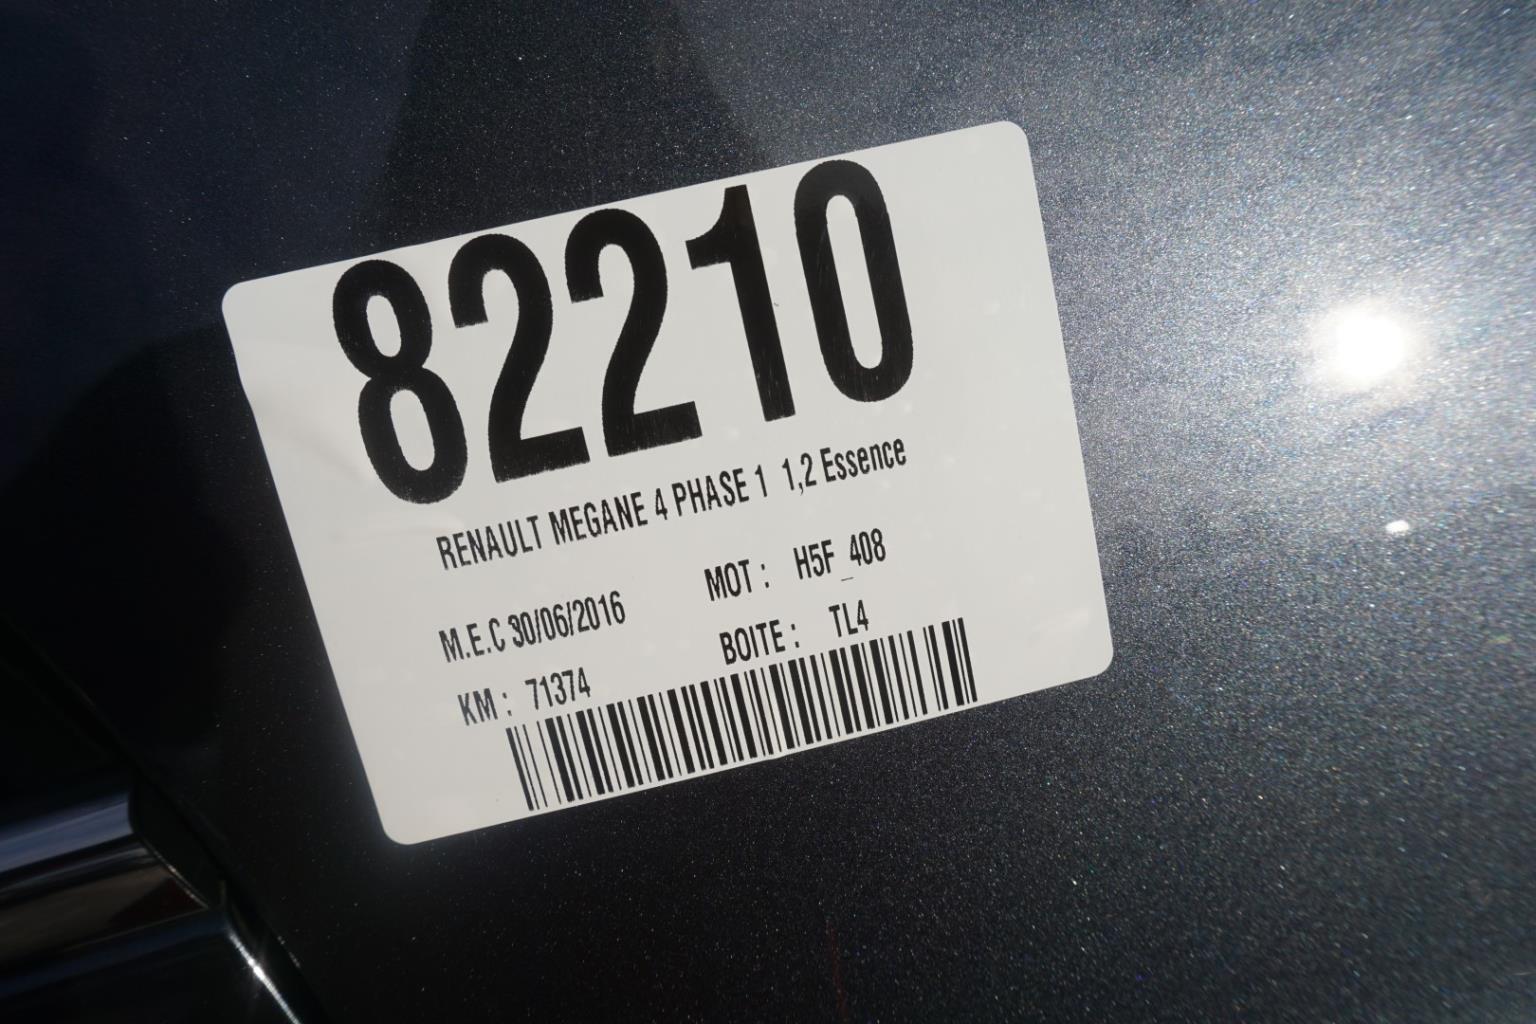 82210
RENAULT MEGANE 4 PHASE 1 1,2 Essence
M.E.C 30/06/2016 MOT : H5F_408
KM : 71374 BOITE : TL4